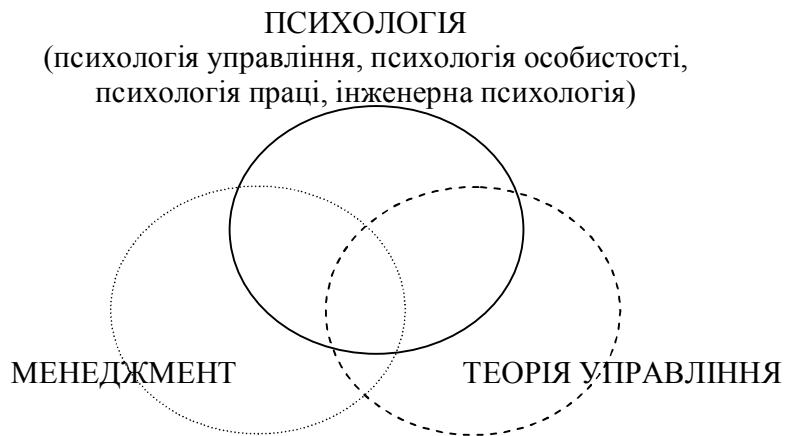 ПСИХОЛОГІЯ
(психологія управління, психологія особистості,
психологія праці, інженерна психологія)
МЕНЕДЖМЕНТ
ТЕОРІЯ УПРАВЛІННЯ